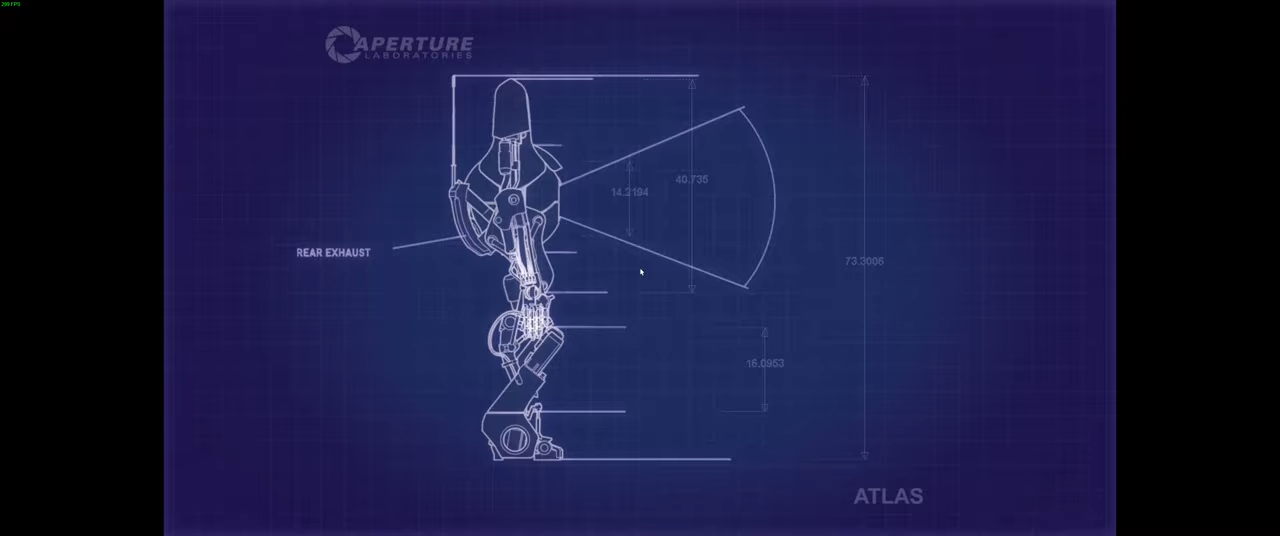 APERTURE
LABORATORIES
40.735
14.2194
REAR EXHAUST
73.3006
16.0953
ATLAS